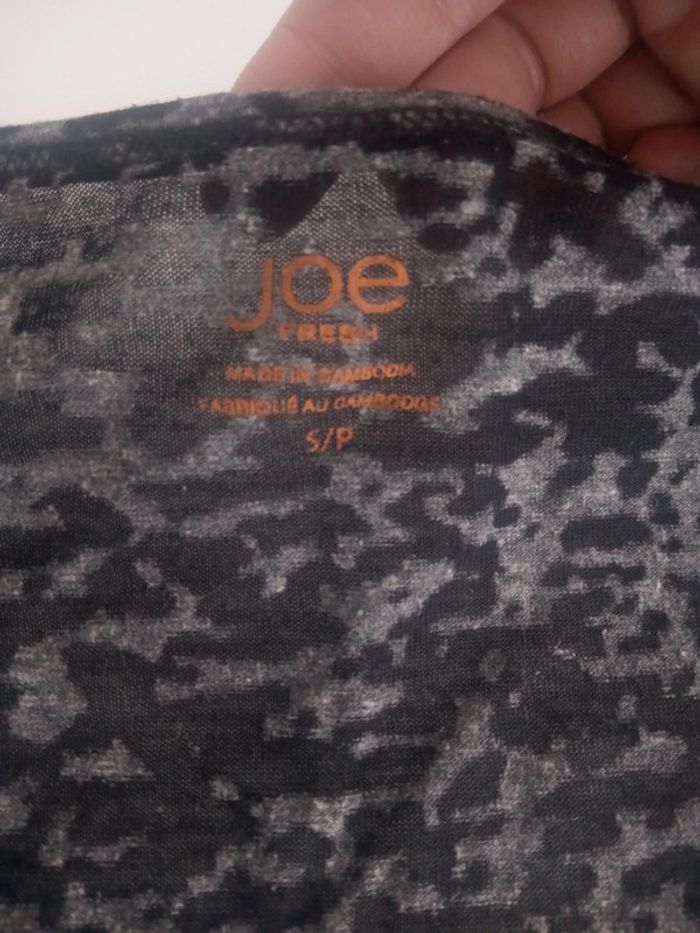 Joe
FRESH
MADE IN CAMBODIA
FABRIQUÉ AU CAMBODGE
S/P